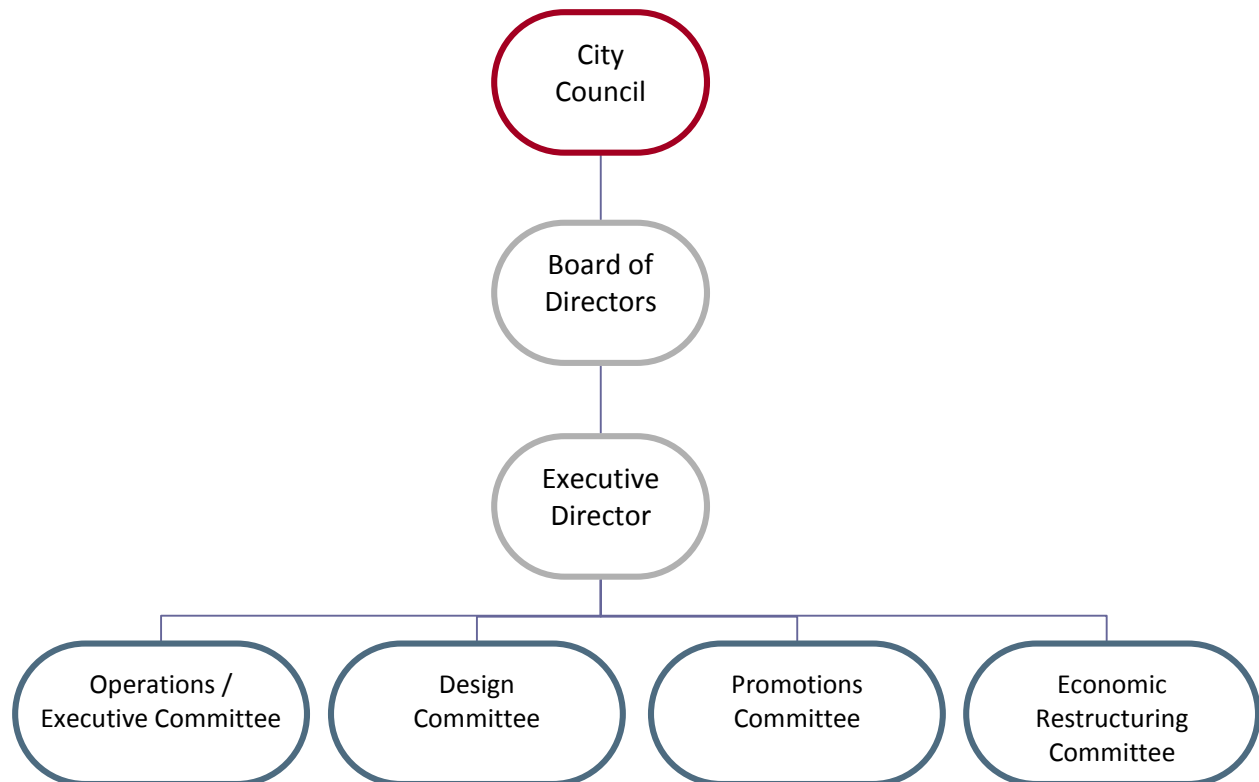 City
Council
Board of
Directors
Executive
Director
Operations /
Executive Committee
Design
Committee
Promotions
Committee
Economic
Restructuring
Committee